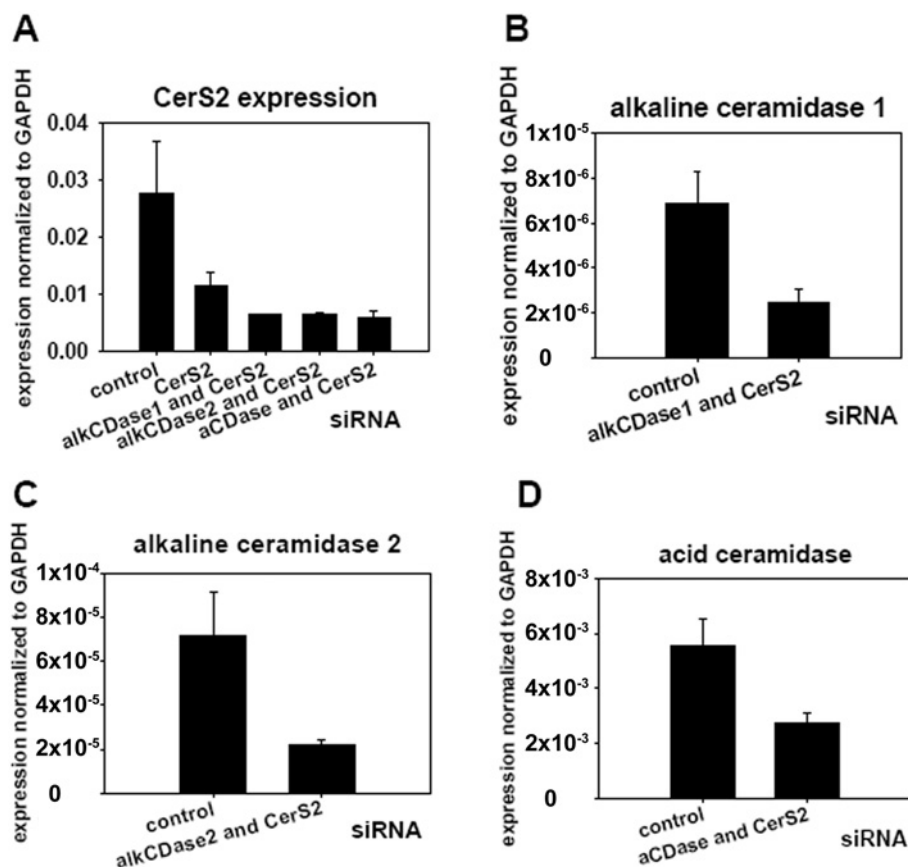 A
CerS2 expression
expression normalized to GAPDH
0.04
0.03
0.02
0.01
0.00
control
CerS2
alkCDase1 and CerS2
alkCDase2 and CerS2
aCDase and CerS2
siRNA
B
alkaline ceramidase 1
expression normalized to GAPDH
1x10⁻⁵
8x10⁻⁶
6x10⁻⁶
4x10⁻⁶
2x10⁻⁶
0
control
alkCDase1 and CerS2
siRNA
C
alkaline ceramidase 2
expression normalized to GAPDH
1x10⁻⁴
8x10⁻⁵
6x10⁻⁵
4x10⁻⁵
2x10⁻⁵
0
control
alkCDase2 and CerS2
siRNA
D
acid ceramidase
expression normalized to GAPDH
8x10⁻³
6x10⁻³
4x10⁻³
2x10⁻³
0
control
aCDase and CerS2
siRNA